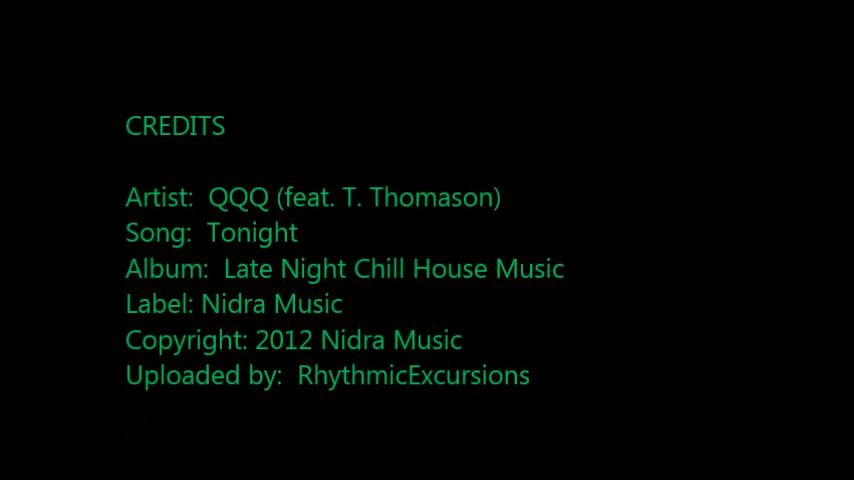 CREDITS
Artist:  QQQ (feat. T. Thomason)
Song:  Tonight
Album:  Late Night Chill House Music
Label: Nidra Music
Copyright: 2012 Nidra Music
Uploaded by:  RhythmicExcursions